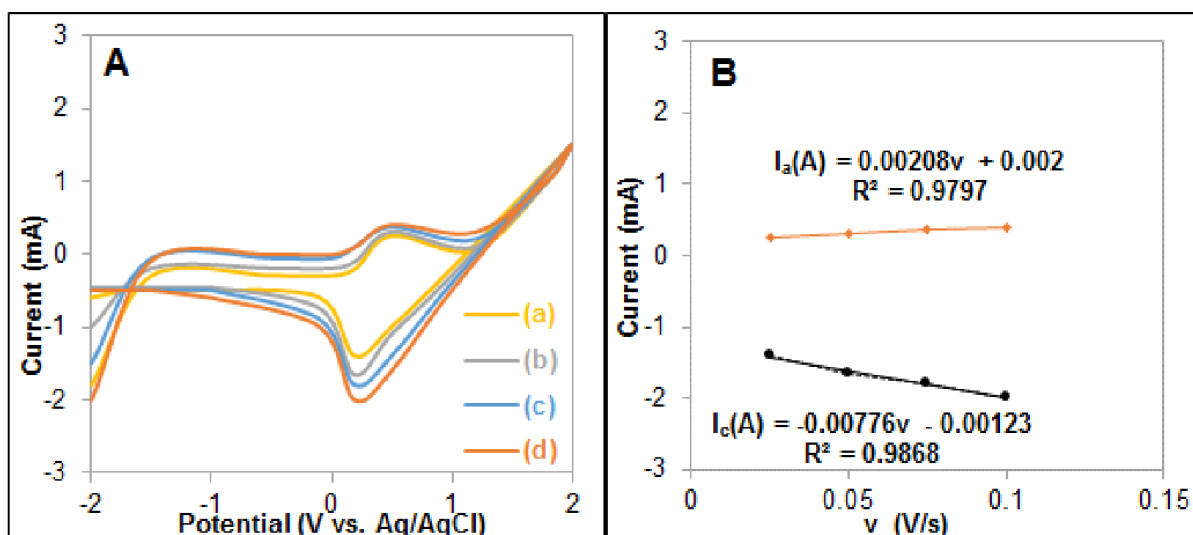 A
3
2
1
0
-1
-2
-3
Current (mA)
-2
-1
0
1
2
Potential (V vs. Ag/AgCl)
(a)
(b)
(c)
(d)
B
3
2
1
0
-1
-2
-3
Current (mA)
Iₐ(A) = 0.00208v + 0.002
R² = 0.9797
I꜀(A) = -0.00776v - 0.00123
R² = 0.9868
0
0.05
0.1
0.15
v (V/s)